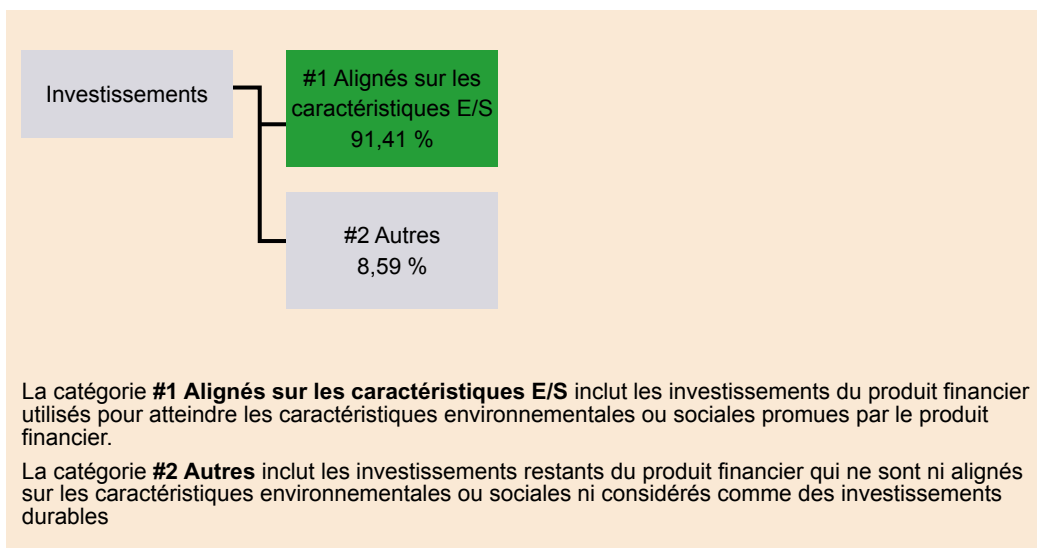 Investissements
#1 Alignés sur les
caractéristiques E/S
91,41 %
#2 Autres
8,59 %
La catégorie #1 Alignés sur les caractéristiques E/S inclut les investissements du produit financier
utilisés pour atteindre les caractéristiques environnementales ou sociales promues par le produit
financier.
La catégorie #2 Autres inclut les investissements restants du produit financier qui ne sont ni alignés
sur les caractéristiques environnementales ou sociales ni considérés comme des investissements
durables